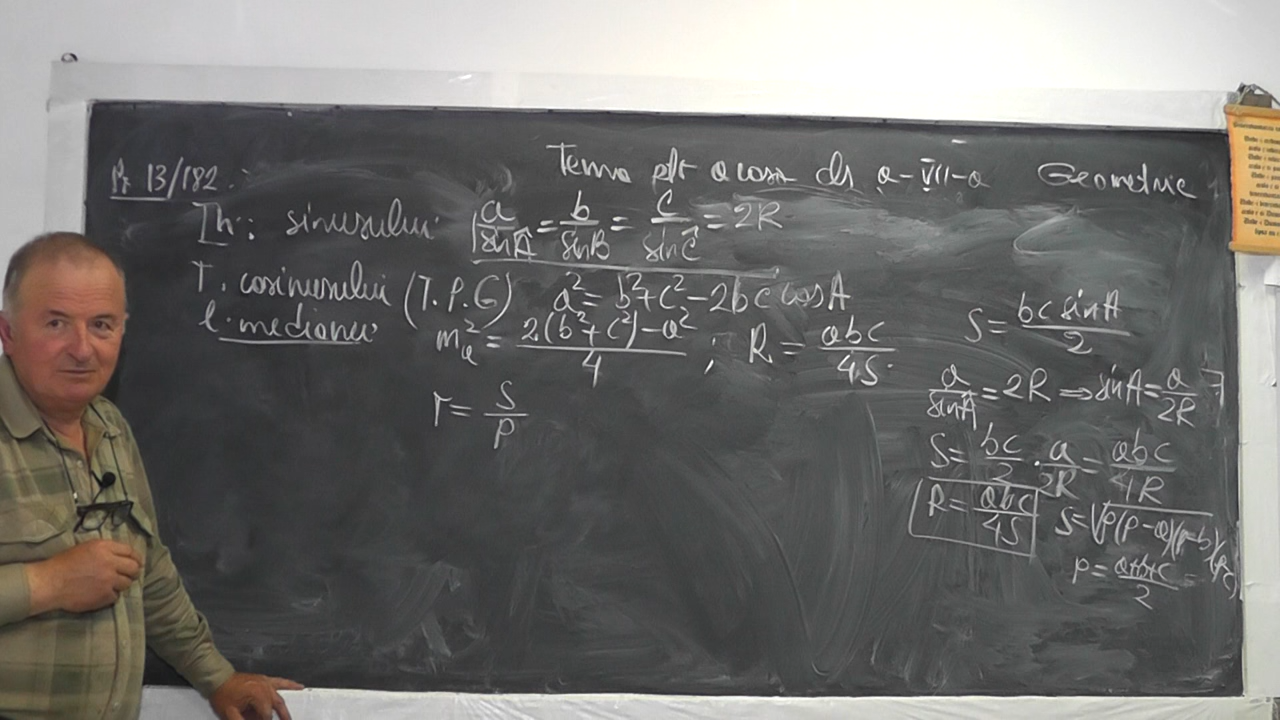 Tema ptr acasa cls a-VII-a Geometrie
Pr 13/182.
Th: sinusului a/sinA = b/sinB = c/sinC = 2R
T. cosinusului (T.P.G) a² = b²+c²-2bc cosA
t. medianei m_a² = 2(b²+c²)-a²/4 ; R = abc/4S.
r = S/p
S = bc sinA/2
a/sinA = 2R ⇒ sinA = a/2R
S = bc/2 · a/2R = abc/4R
R = abc/4S S = √p(p-a)(p-b)(p-c)
p = a+b+c/2